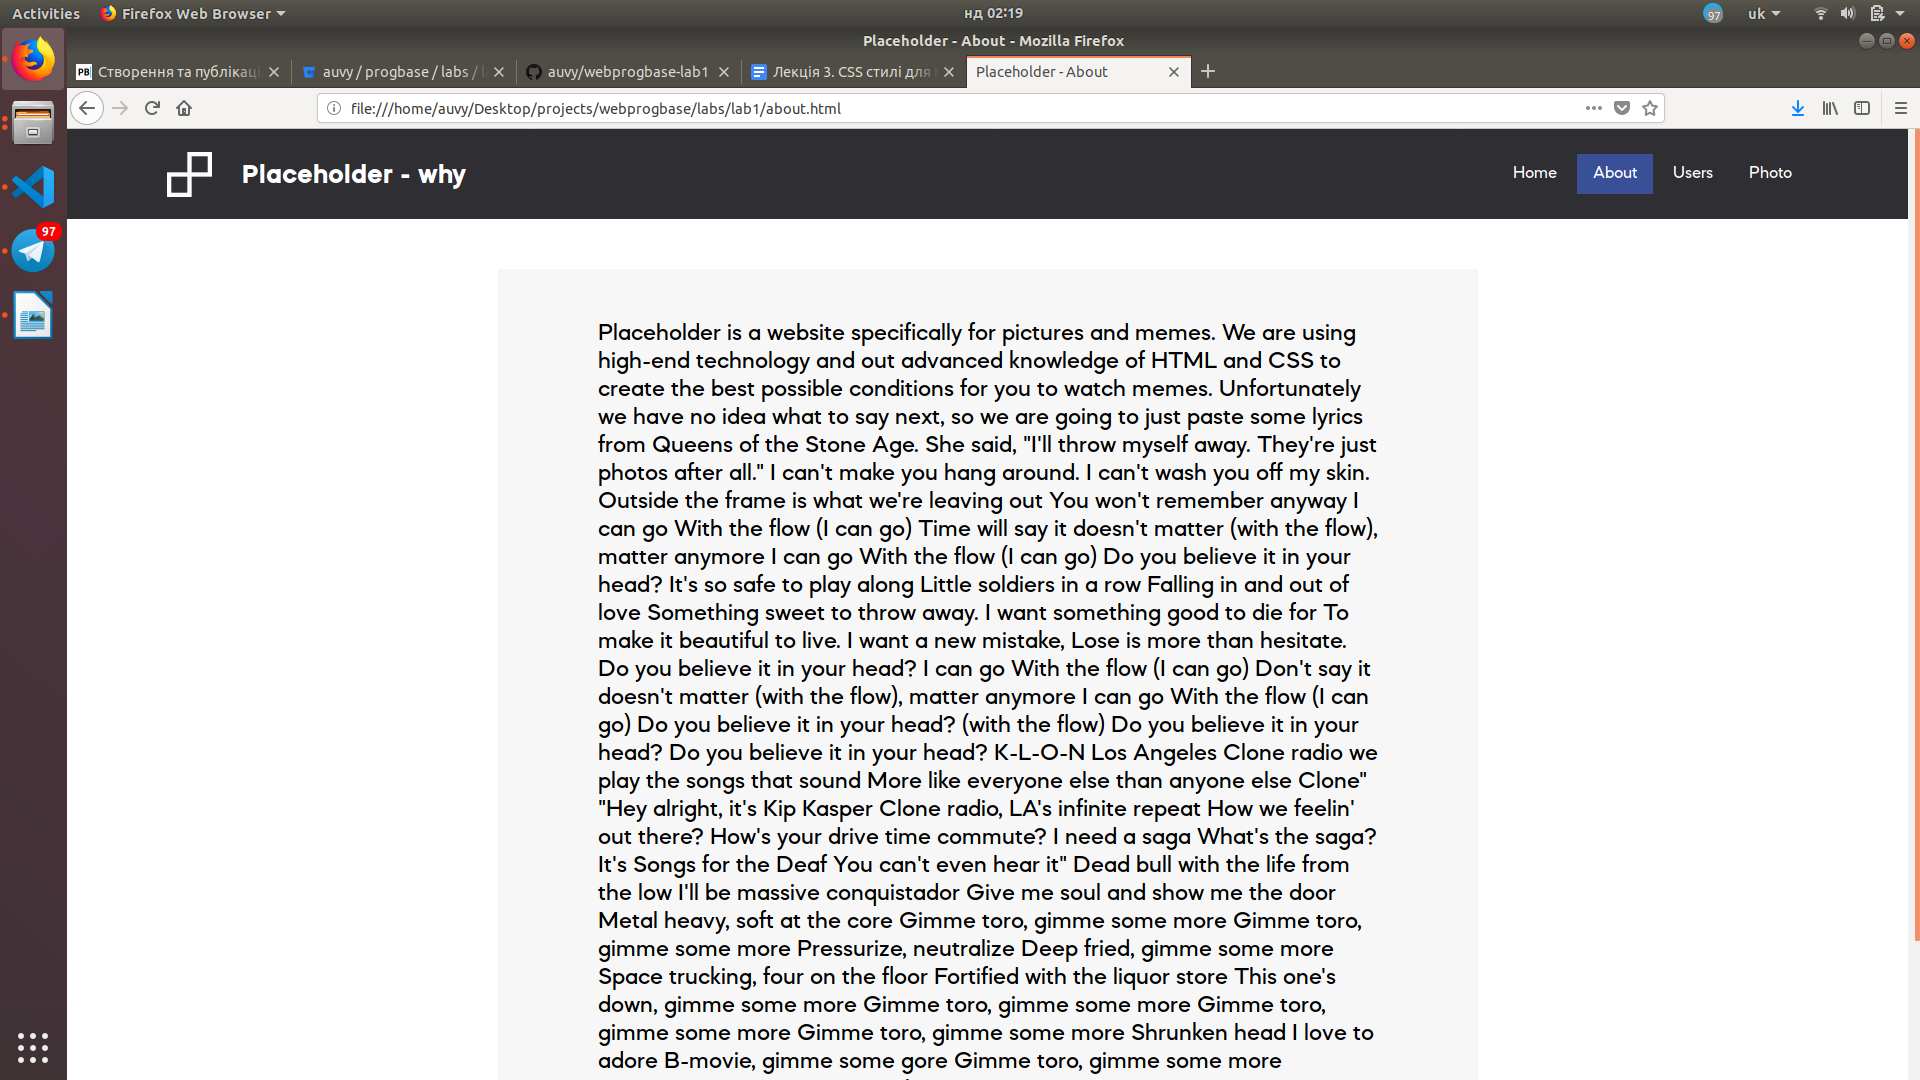 Activities
Firefox Web Browser
нд 02:19
97
uk
Placeholder - About - Mozilla Firefox
PB
Створення та публікаці
auvy / progbase / labs / l
auvy/webprogbase-lab1
Лекція 3. CSS стилі для
Placeholder - About
file:///home/auvy/Desktop/projects/webprogbase/labs/lab1/about.html
97
Placeholder - why
Home
About
Users
Photo
Placeholder is a website specifically for pictures and memes. We are using
high-end technology and out advanced knowledge of HTML and CSS to
create the best possible conditions for you to watch memes. Unfortunately
we have no idea what to say next, so we are going to just paste some lyrics
from Queens of the Stone Age. She said, "I'll throw myself away. They're just
photos after all." I can't make you hang around. I can't wash you off my skin.
Outside the frame is what we're leaving out You won't remember anyway I
can go With the flow (I can go) Time will say it doesn't matter (with the flow),
matter anymore I can go With the flow (I can go) Do you believe it in your
head? It's so safe to play along Little soldiers in a row Falling in and out of
love Something sweet to throw away. I want something good to die for To
make it beautiful to live. I want a new mistake, Lose is more than hesitate.
Do you believe it in your head? I can go With the flow (I can go) Don't say it
doesn't matter (with the flow), matter anymore I can go With the flow (I can
go) Do you believe it in your head? (with the flow) Do you believe it in your
head? Do you believe it in your head? K-L-O-N Los Angeles Clone radio we
play the songs that sound More like everyone else than anyone else Clone"
"Hey alright, it's Kip Kasper Clone radio, LA's infinite repeat How we feelin'
out there? How's your drive time commute? I need a saga What's the saga?
It's Songs for the Deaf You can't even hear it" Dead bull with the life from
the low I'll be massive conquistador Give me soul and show me the door
Metal heavy, soft at the core Gimme toro, gimme some more Gimme toro,
gimme some more Pressurize, neutralize Deep fried, gimme some more
Space trucking, four on the floor Fortified with the liquor store This one's
down, gimme some more Gimme toro, gimme some more Gimme toro,
gimme some more Gimme toro, gimme some more Shrunken head I love to
adore B-movie, gimme some gore Gimme toro, gimme some more